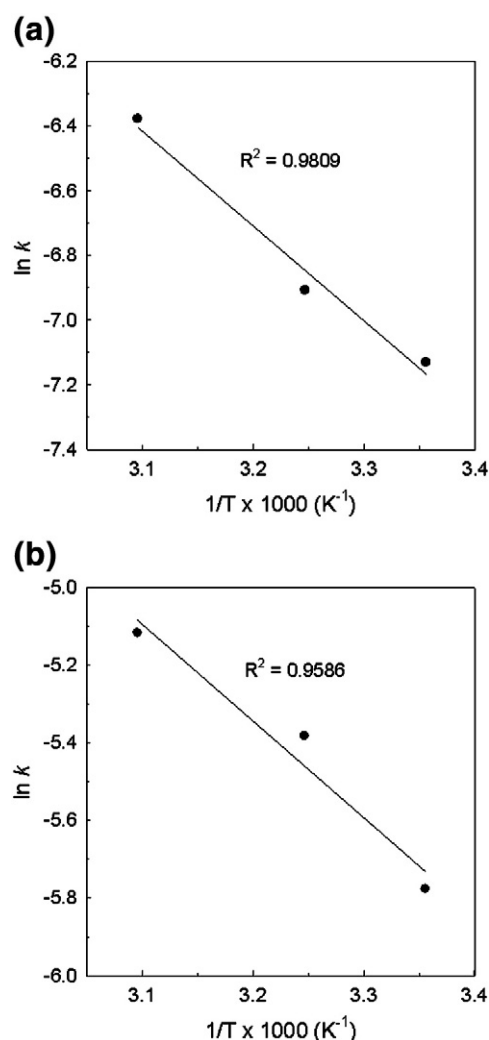 (a)
-6.2
-6.4
-6.6
-6.8
-7.0
-7.2
-7.4
ln k
R² = 0.9809
3.1 3.2 3.3 3.4
1/T x 1000 (K⁻¹)
(b)
-5.0
-5.2
-5.4
-5.6
-5.8
-6.0
ln k
R² = 0.9586
3.1 3.2 3.3 3.4
1/T x 1000 (K⁻¹)